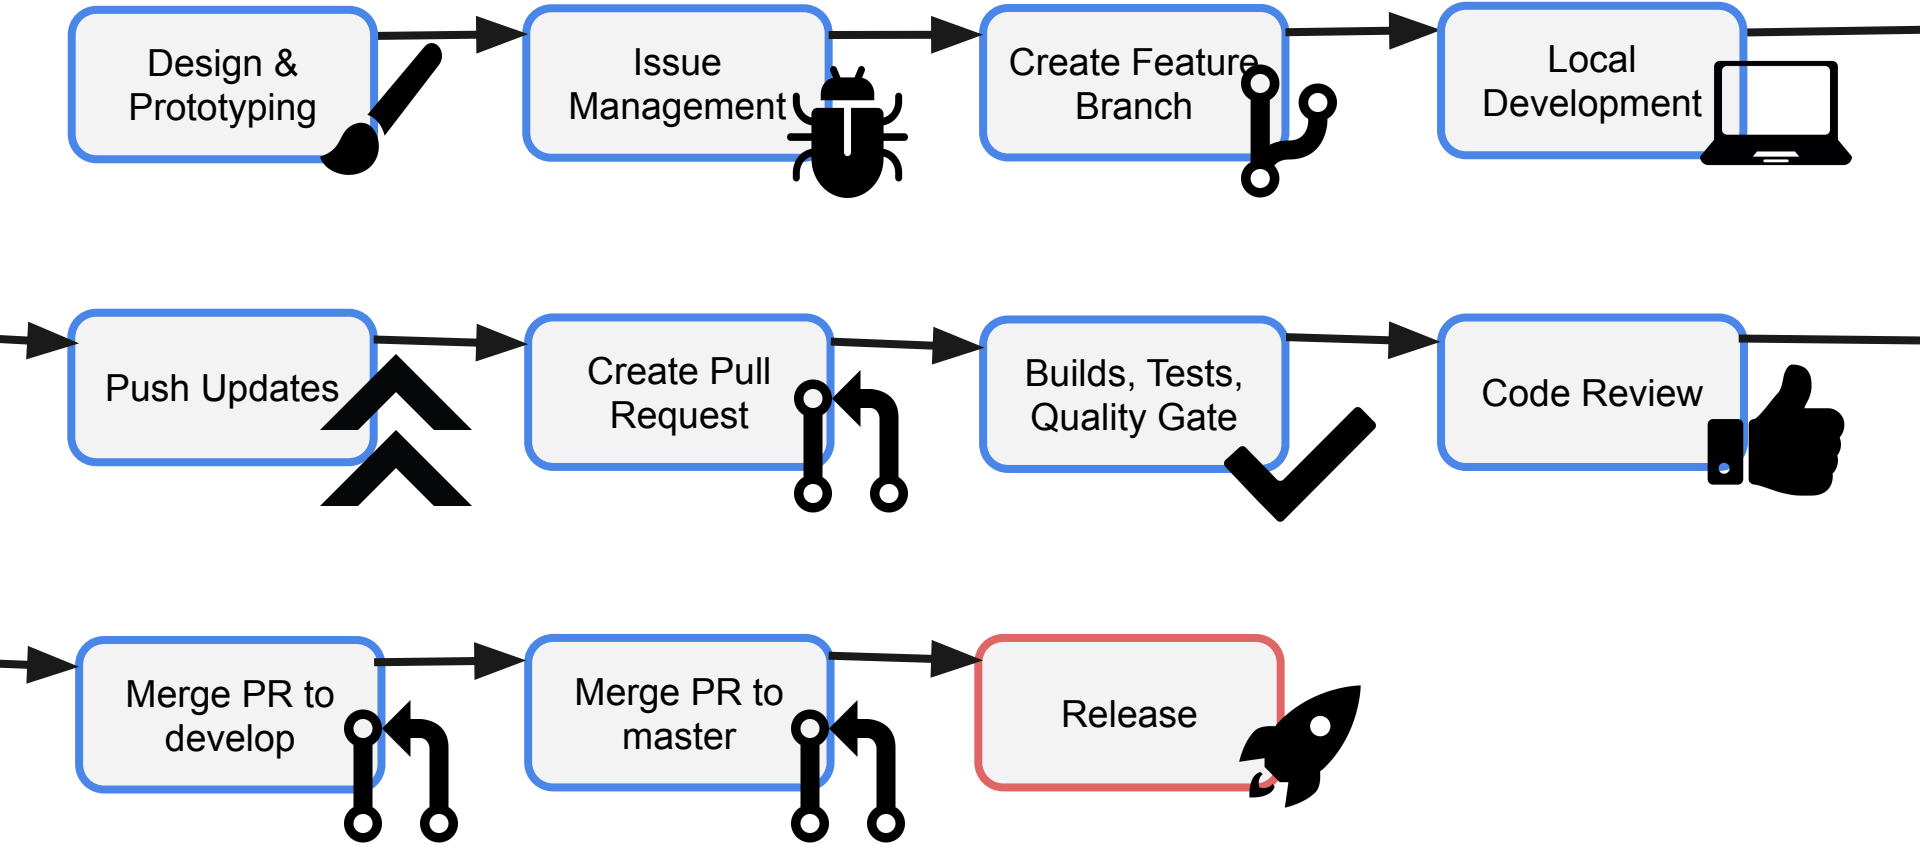 Design &
Prototyping
Issue
Management
Create Feature
Branch
Local
Development
Push Updates
Create Pull
Request
Builds, Tests,
Quality Gate
Code Review
Merge PR to
develop
Merge PR to
master
Release